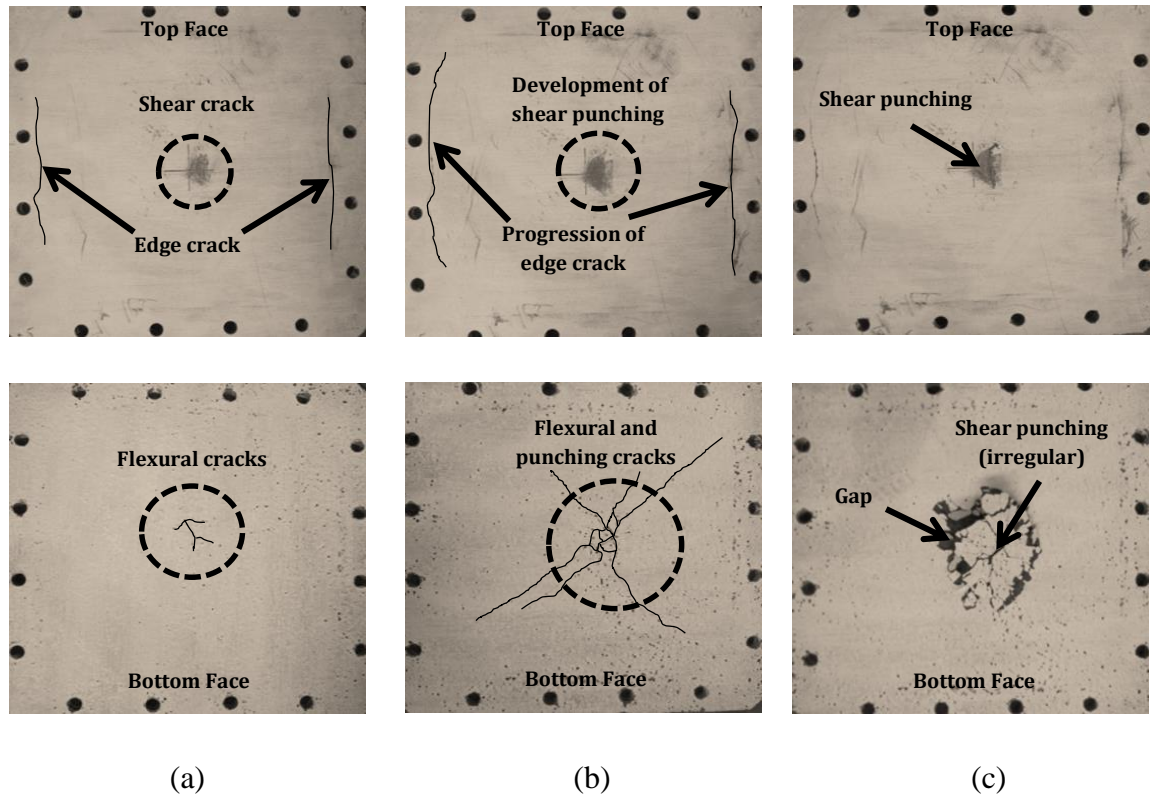 Top Face
Shear crack
Edge crack
Top Face
Development of
shear punching
Progression of
edge crack
Top Face
Shear punching
Flexural cracks
Bottom Face
Flexural and
punching cracks
Bottom Face
Shear punching
(irregular)
Gap
Bottom Face
(a)
(b)
(c)